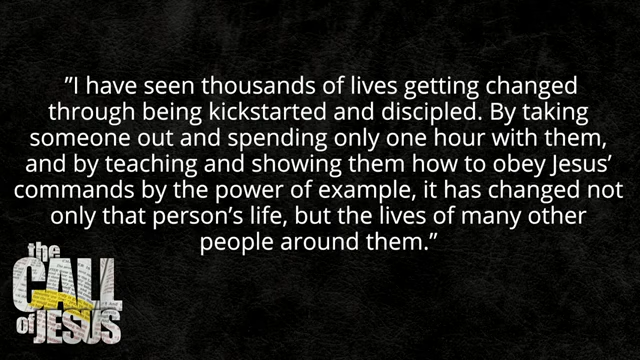 ”I have seen thousands of lives getting changed
through being kickstarted and discipled. By taking
someone out and spending only one hour with them,
and by teaching and showing them how to obey Jesus’
commands by the power of example, it has changed not
only that person’s life, but the lives of many other
people around them.”
the
CALL
of JESUS